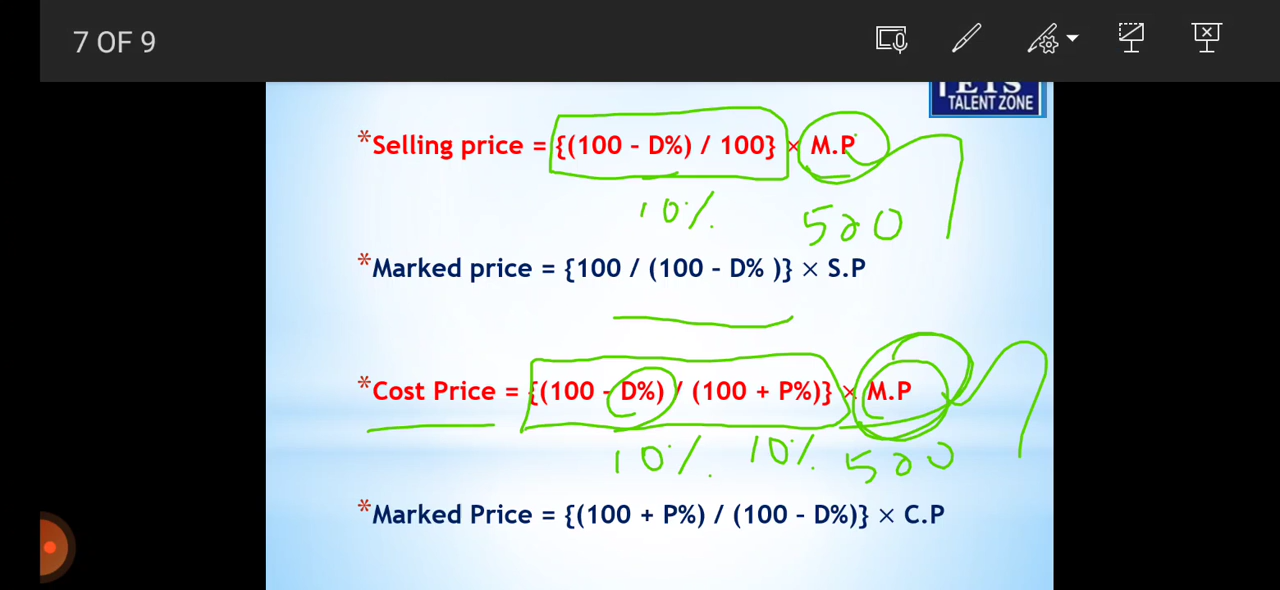 7 OF 9
TALENT ZONE
*Selling price = {(100 - D%) / 100} × M.P
10% 500
*Marked price = {100 / (100 - D% )} × S.P
*Cost Price = {(100 - D%) / (100 + P%)} × M.P
10% 10% 500
*Marked Price = {(100 + P%) / (100 - D%)} × C.P